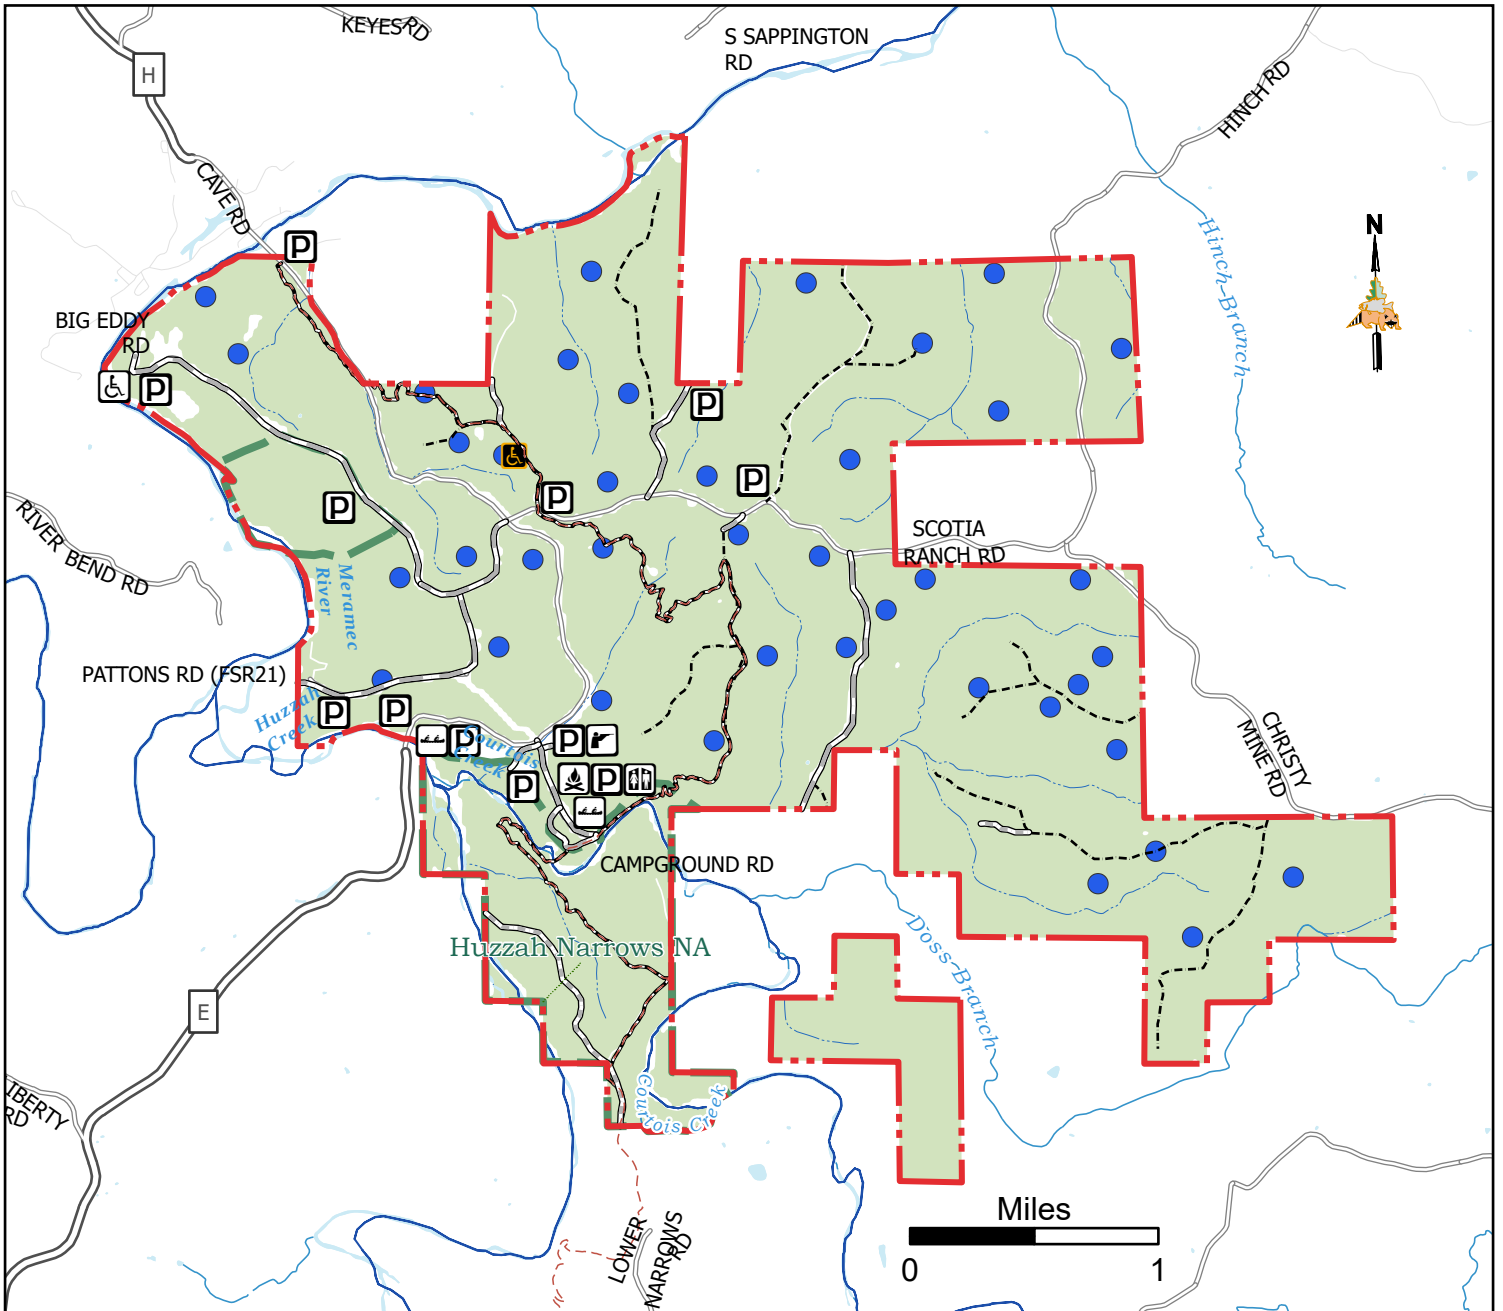 KEYES RD
S SAPPINGTON
RD
H
HINCH RD
CAVE RD
P
N
Hinch-Branch
BIG EDDY
RD
P
P
P
P
P
P
SCOTIA
RANCH RD
RIVER BEND RD
Meramec
River
PATTONS RD (FSR21)
Huzzah
Creek
P
P
P
Courtois
Creek
P
P
P
CHRISTY
MINE RD
CAMPGROUND RD
Huzzah Narrows NA
Doss-Branch
E
IBERTY
RD
Courtois Creek
LOWER
NARROWS
RD
Miles
0
1